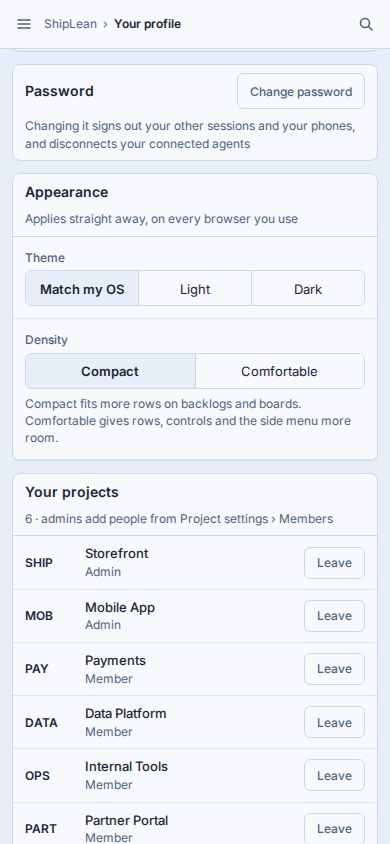 ShipLean › Your profile
Password
Change password
Changing it signs out your other sessions and your phones,
and disconnects your connected agents
Appearance
Applies straight away, on every browser you use
Theme
Match my OS
Light
Dark
Density
Compact
Comfortable
Compact fits more rows on backlogs and boards.
Comfortable gives rows, controls and the side menu more
room.
Your projects
6 · admins add people from Project settings › Members
SHIP
Storefront
Admin
Leave
MOB
Mobile App
Admin
Leave
PAY
Payments
Member
Leave
DATA
Data Platform
Member
Leave
OPS
Internal Tools
Member
Leave
PART
Partner Portal
Member
Leave